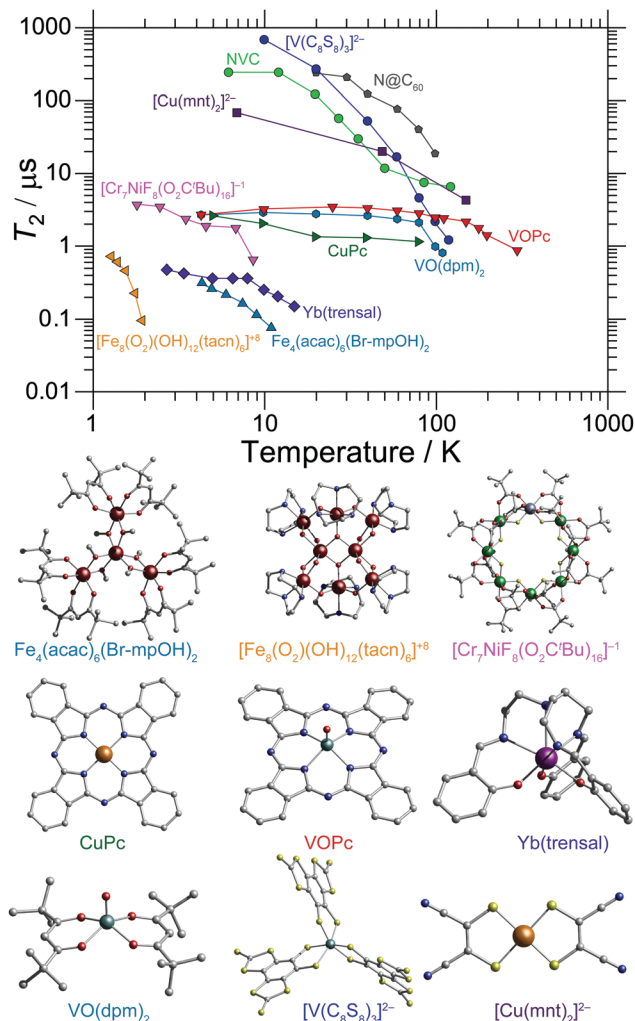 1000
[V(C₈S₈)₃]²⁻
NVC
N@C₆₀
100
[Cu(mnt)₂]²⁻
T₂ / μs
10
[Cr₇NiF₈(O₂CᵗBu)₁₆]⁻¹
1
VOPc
CuPc
VO(dpm)₂
Yb(trensal)
0.1
[Fe₈(O₂)(OH)₁₂(tacn)₆]⁺⁸ Fe₄(acac)₆(Br-mpOH)₂
0.01
1 10 100 1000
Temperature / K
Fe₄(acac)₆(Br-mpOH)₂ [Fe₈(O₂)(OH)₁₂(tacn)₆]⁺⁸ [Cr₇NiF₈(O₂CᵗBu)₁₆]⁻¹
CuPc VOPc Yb(trensal)
VO(dpm)₂ [V(C₈S₈)₃]²⁻ [Cu(mnt)₂]²⁻